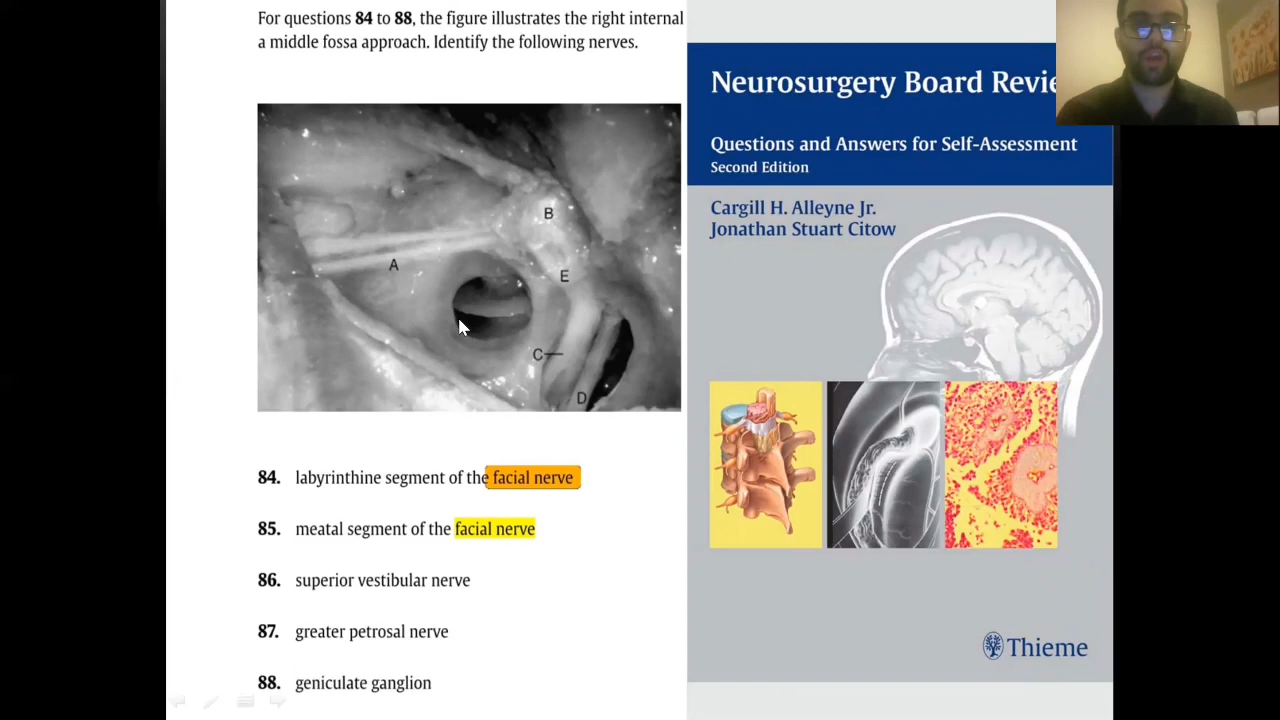 For questions 84 to 88, the figure illustrates the right internal
a middle fossa approach. Identify the following nerves.
B
A
E
C
D
84. labyrinthine segment of the facial nerve
85. meatal segment of the facial nerve
86. superior vestibular nerve
87. greater petrosal nerve
88. geniculate ganglion
Neurosurgery Board Revie
Questions and Answers for Self-Assessment
Second Edition
Cargill H. Alleyne Jr.
Jonathan Stuart Citow
Thieme